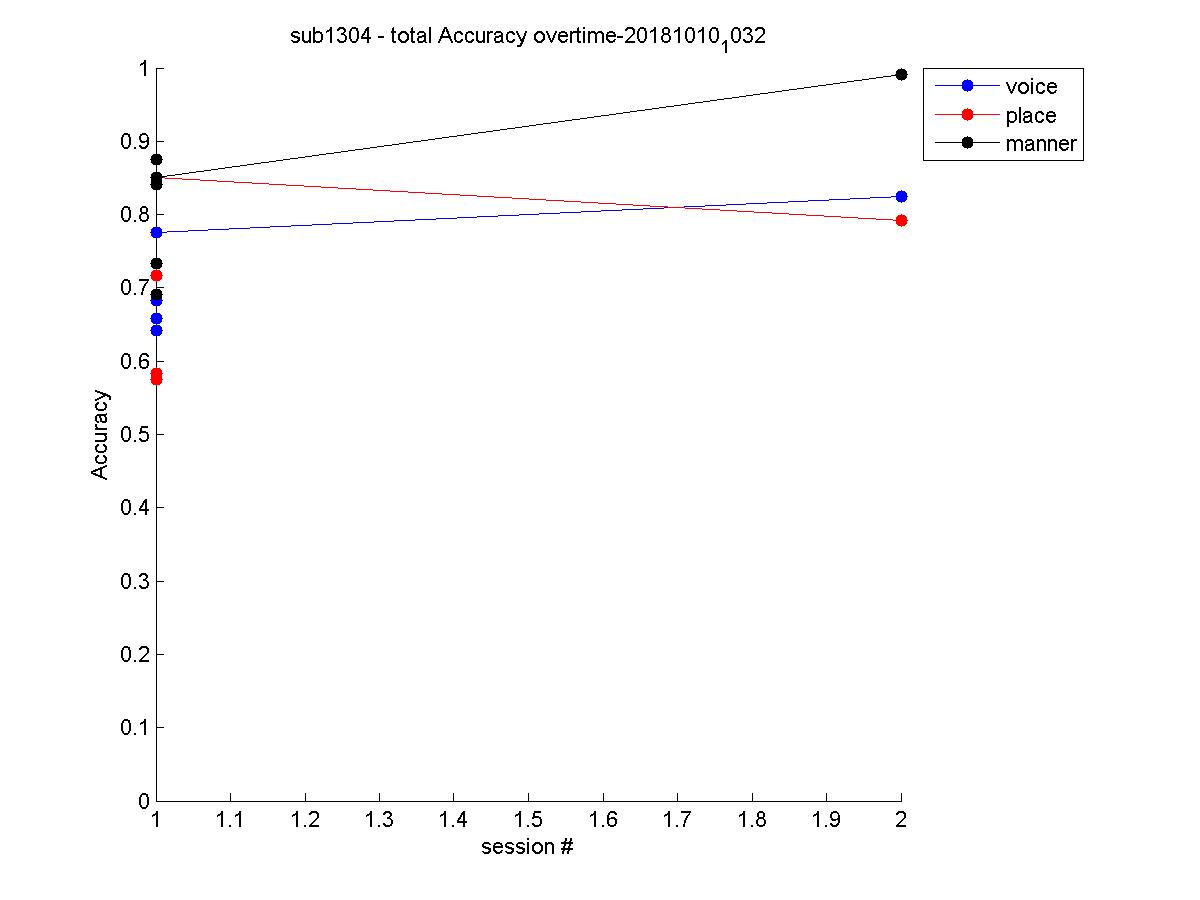 sub1304 - total Accuracy overtime-20181010₁032
voice
place
manner
1
0.9
0.8
0.7
0.6
0.5
0.4
0.3
0.2
0.1
0
Accuracy
1 1.1 1.2 1.3 1.4 1.5 1.6 1.7 1.8 1.9 2
session #